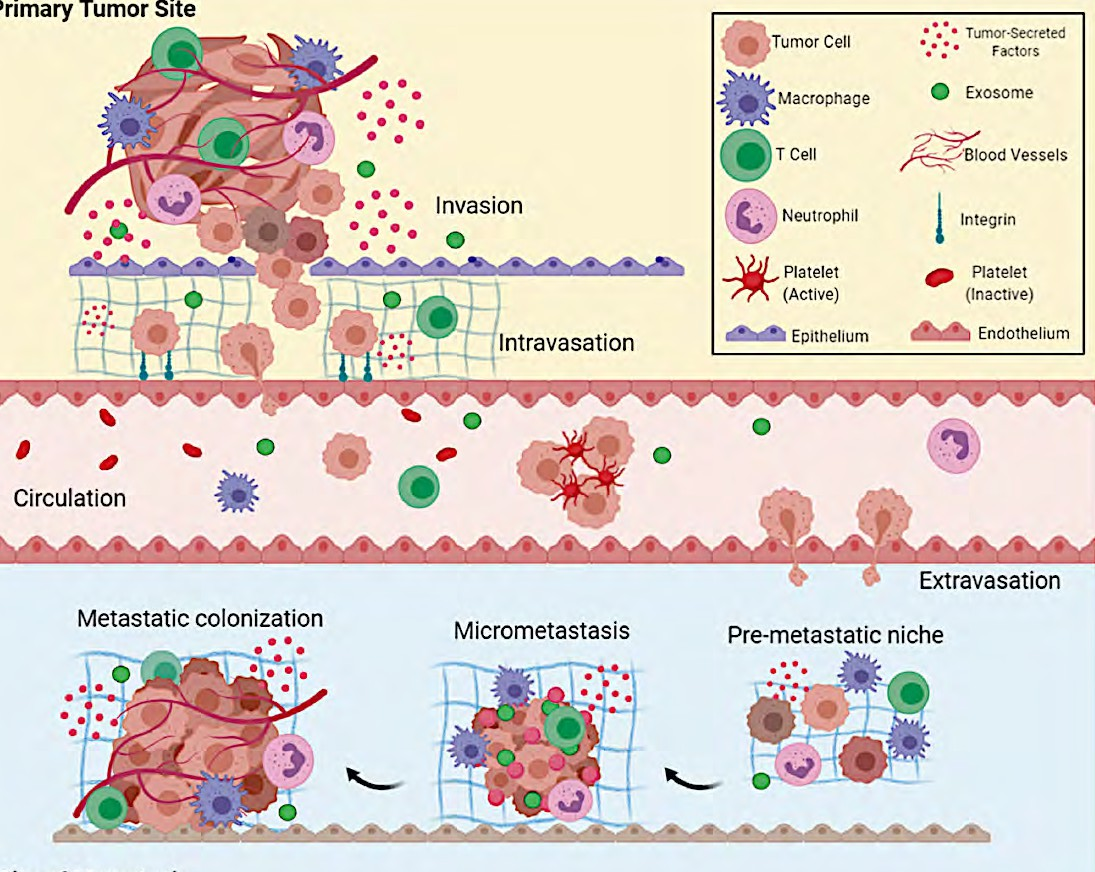 Primary Tumor Site
Tumor Cell
Tumor-Secreted
Factors
Macrophage
Exosome
T Cell
Blood Vessels
Neutrophil
Integrin
Platelet
(Active)
Platelet
(Inactive)
Epithelium
Endothelium
Invasion
Intravasation
Circulation
Extravasation
Metastatic colonization
Micrometastasis
Pre-metastatic niche